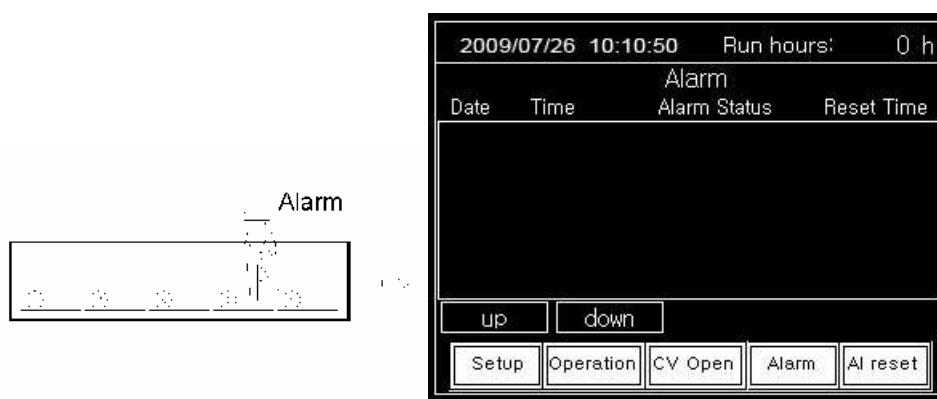 Alarm
2009/07/26 10:10:50 Run hours: 0 h
Alarm
Date Time Alarm Status Reset Time
up down
Setup Operation CV Open Alarm Al reset